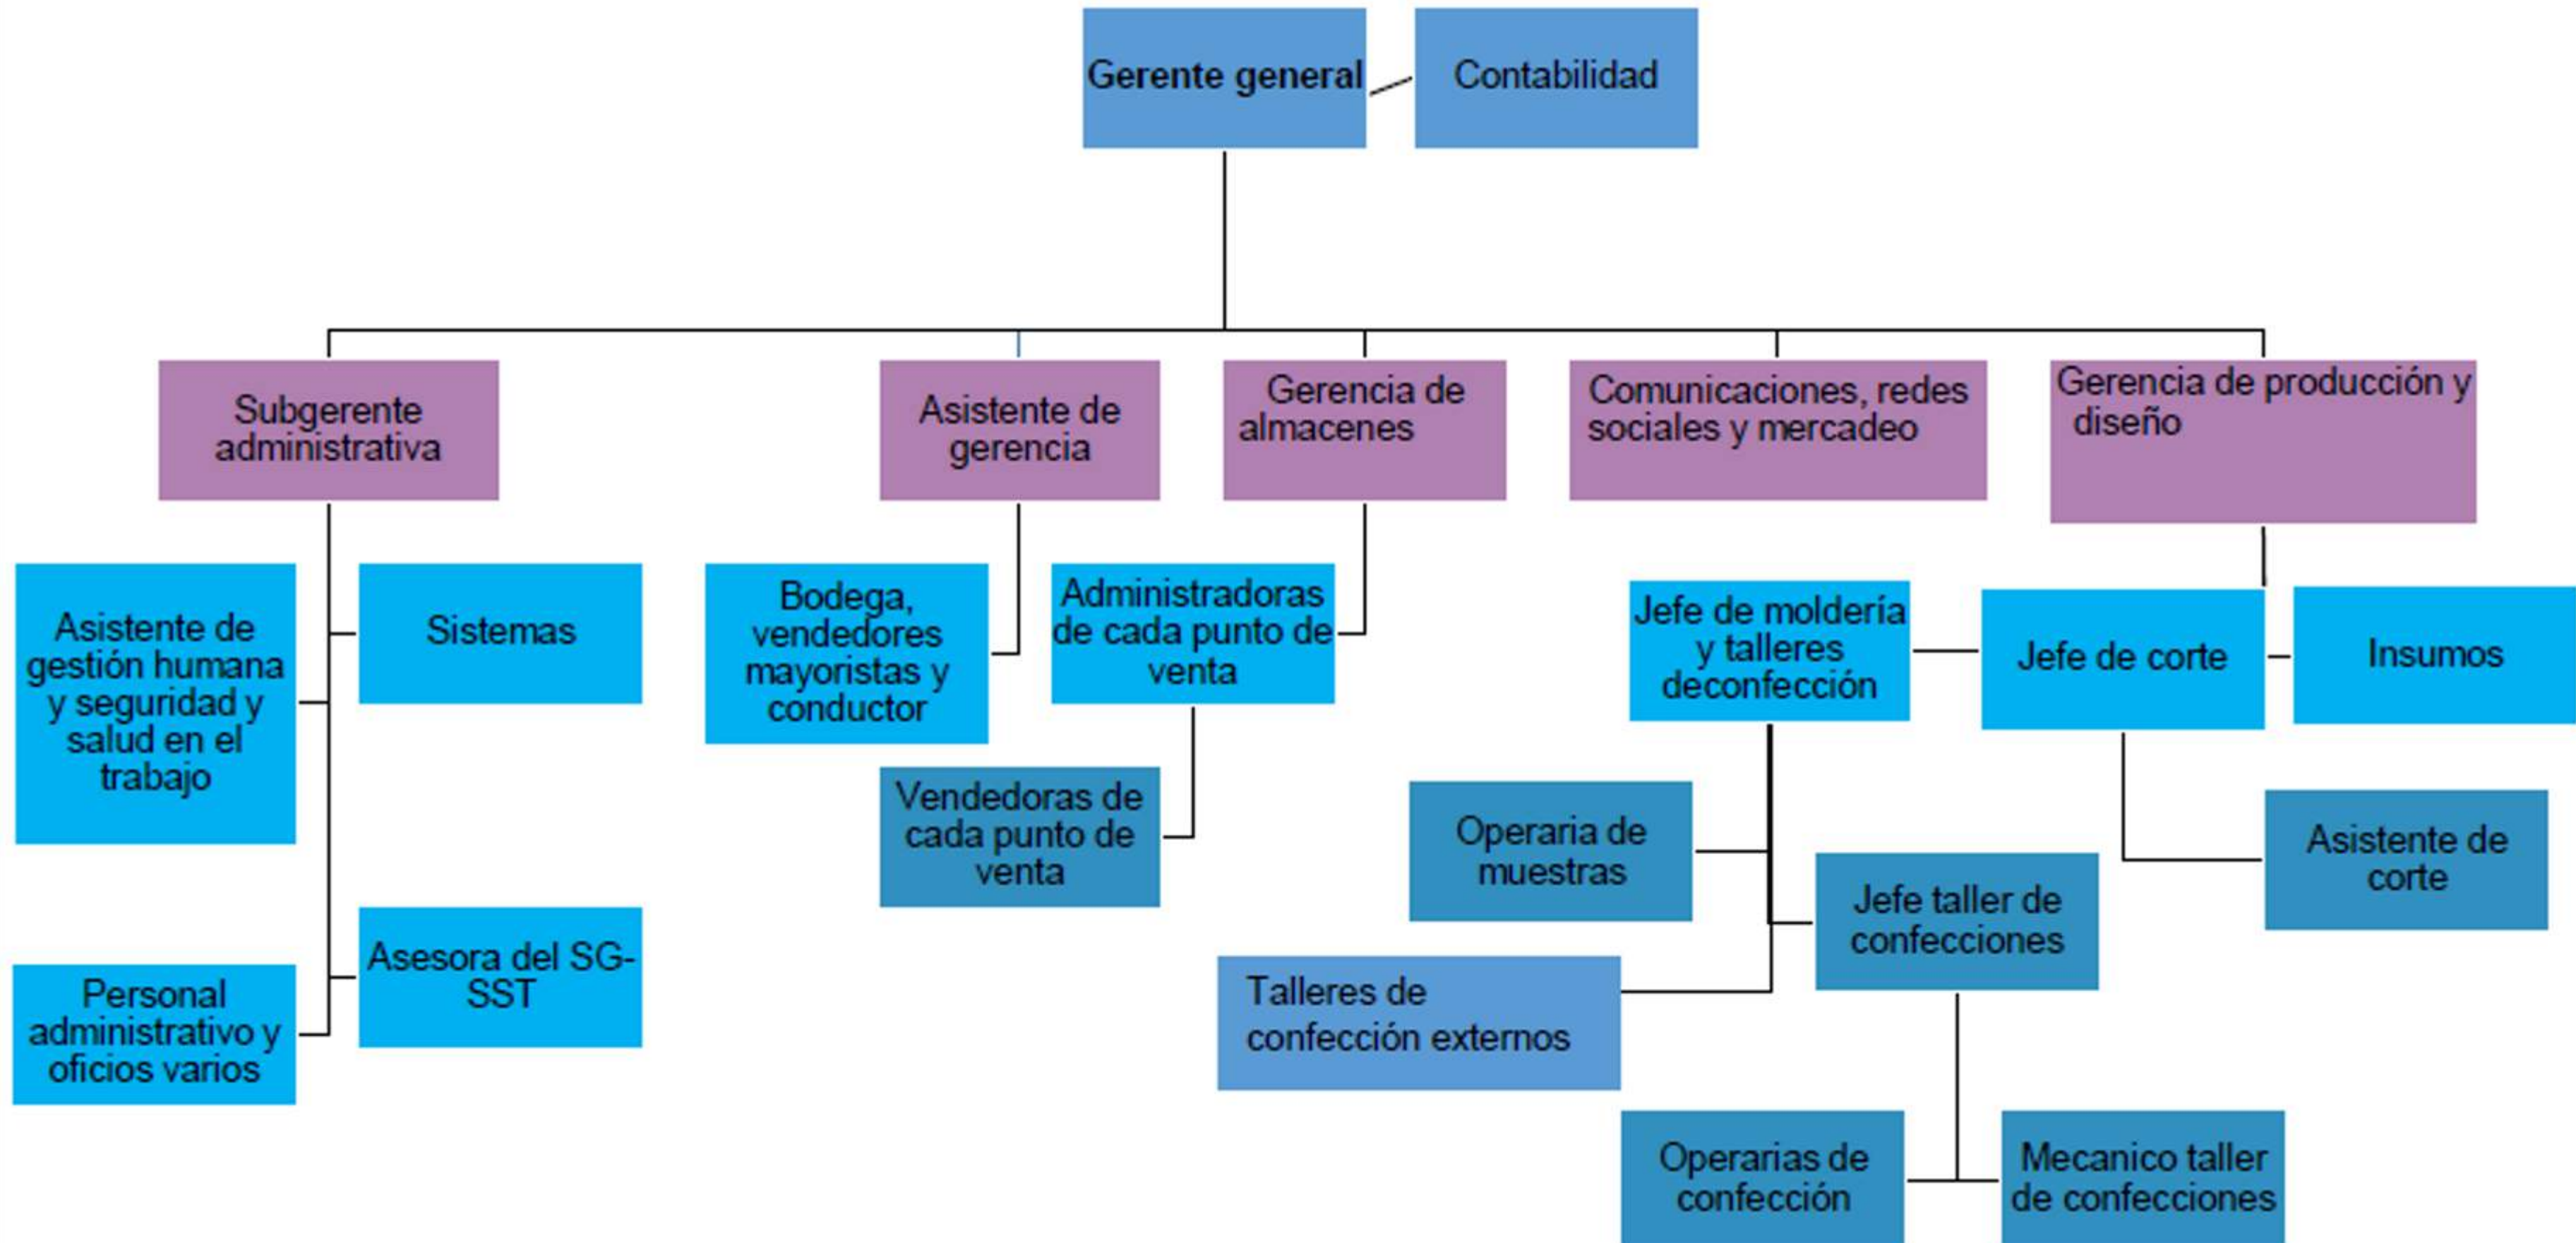 Gerente general
Contabilidad
Subgerente
administrativa
Asistente de
gerencia
Gerencia de
almacenes
Comunicaciones, redes
sociales y mercadeo
Gerencia de producción y
diseño
Asistente de
gestión humana
y seguridad y
salud en el
trabajo
Sistemas
Bodega,
vendedores
mayoristas y
conductor
Administradoras
de cada punto de
venta
Jefe de moldería
y talleres
deconfección
Jefe de corte
Insumos
Vendedoras de
cada punto de
venta
Operaria de
muestras
Jefe taller de
confecciones
Asistente de
corte
Personal
administrativo y
oficios varios
Asesora del SG-
SST
Talleres de
confección externos
Operarias de
confección
Mecanico taller
de confecciones